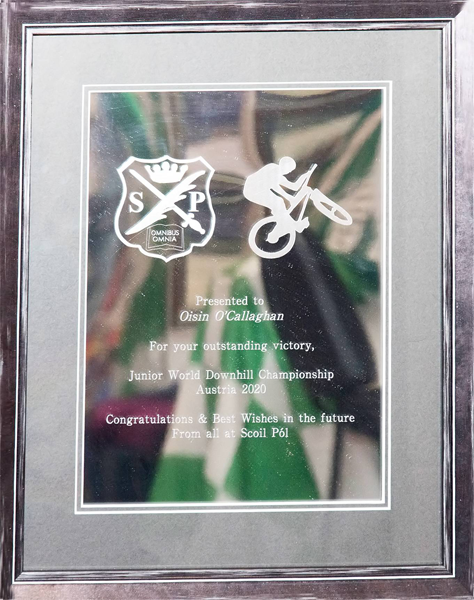 S P
OMNIBUS
OMNIA
Presented to
Oisin O'Callaghan
For your outstanding victory,
Junior World Downhill Championship
Austria 2020
Congratulations & Best Wishes in the future
From all at Scoil Pól